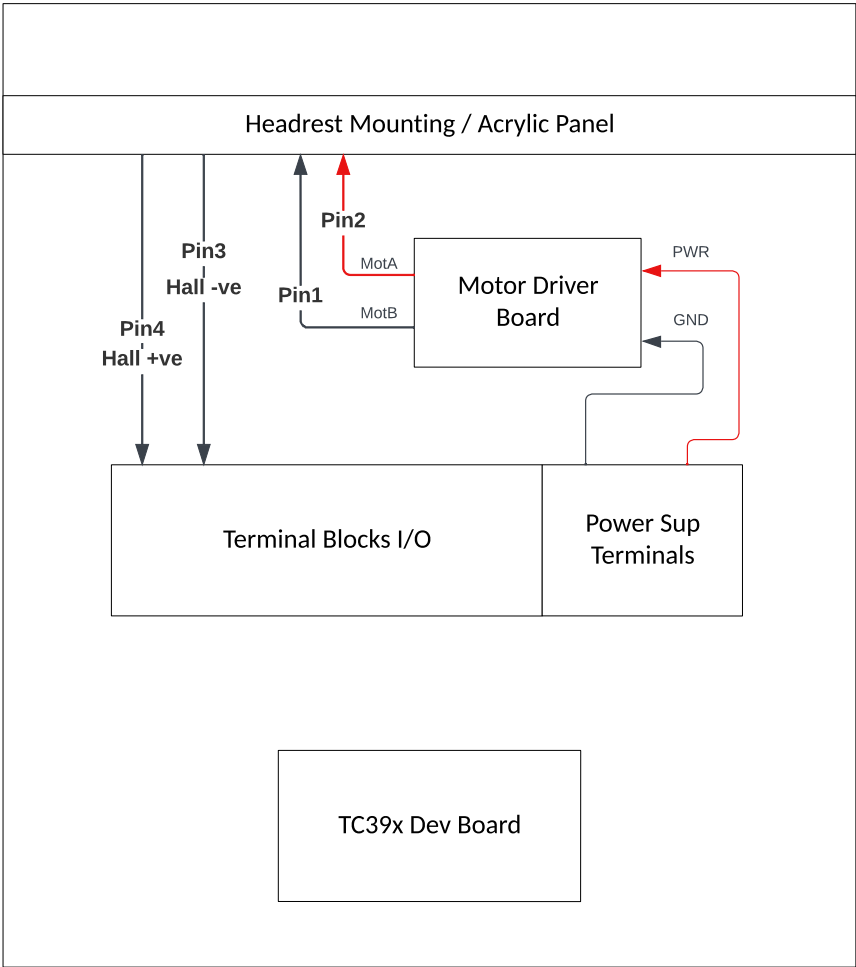 Headrest Mounting / Acrylic Panel
Pin2
Pin3
Hall -ve
MotA
Pin1
MotB
Pin4
Hall +ve
Motor Driver
Board
PWR
GND
Terminal Blocks I/O
Power Sup
Terminals
TC39x Dev Board